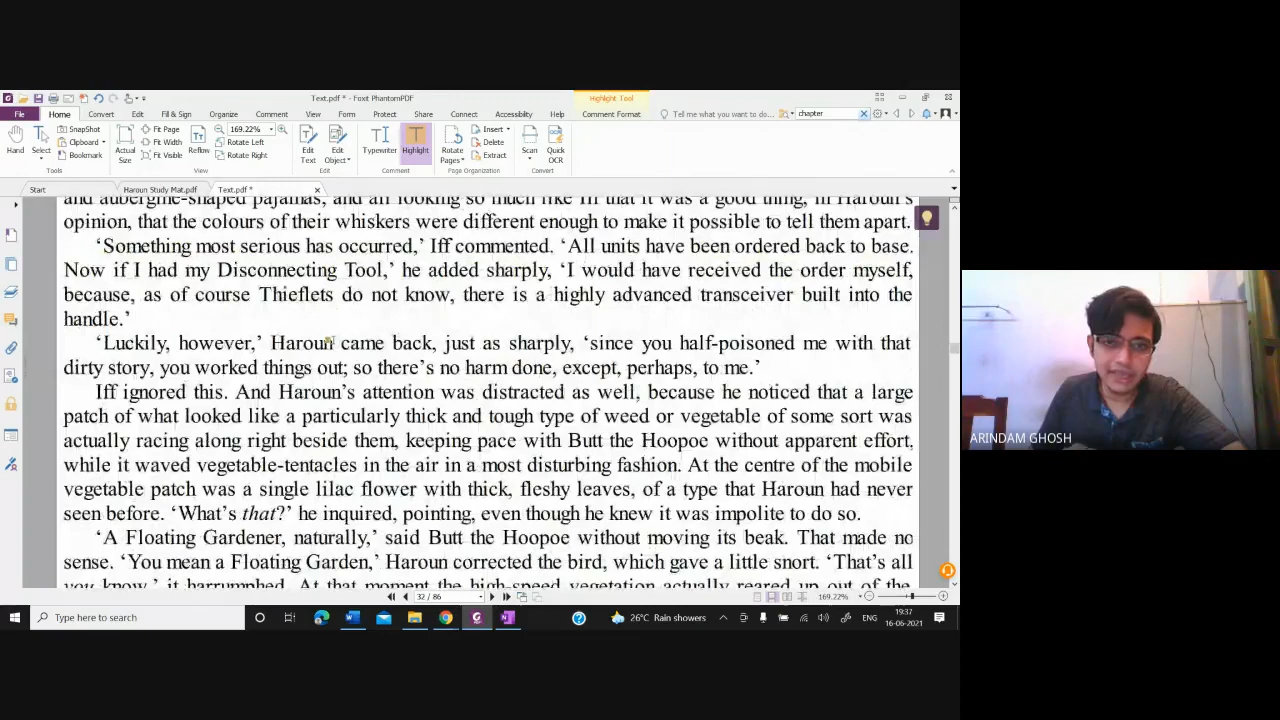 Text.pdf * - Foxit PhantomPDF
Highlight Tool
File Home Convert Edit Organize Comment View Form Protect Share Connect Accessibility Help Comment Format Tell me what you want to do... chapter
Fill & Sign
SnapShot
Clipboard
Bookmark
Hand Select
Actual Size
Fit Page
Fit Width
Fit Visible
Reflow
169.22%
Rotate Left
Rotate Right
Edit Text
Edit Object
Typewriter
Highlight
Rotate Pages
Insert
Delete
Extract
Scan
Quick OCR
Tools View Edit Comment Page Organization Convert
Start Haroun Study Mat.pdf Text.pdf *
and aubergine-shaped pajamas, and all looking so much like Iff that it was a good thing, in Haroun's
opinion, that the colours of their whiskers were different enough to make it possible to tell them apart.
‘Something most serious has occurred,’ Iff commented. ‘All units have been ordered back to base.
Now if I had my Disconnecting Tool,’ he added sharply, ‘I would have received the order myself,
because, as of course Thieflets do not know, there is a highly advanced transceiver built into the
handle.’
‘Luckily, however,’ Haroun came back, just as sharply, ‘since you half-poisoned me with that
dirty story, you worked things out; so there’s no harm done, except, perhaps, to me.’
Iff ignored this. And Haroun’s attention was distracted as well, because he noticed that a large
patch of what looked like a particularly thick and tough type of weed or vegetable of some sort was
actually racing along right beside them, keeping pace with Butt the Hoopoe without apparent effort,
while it waved vegetable-tentacles in the air in a most disturbing fashion. At the centre of the mobile
vegetable patch was a single lilac flower with thick, fleshy leaves, of a type that Haroun had never
seen before. ‘What’s that?’ he inquired, pointing, even though he knew it was impolite to do so.
‘A Floating Gardener, naturally,’ said Butt the Hoopoe without moving its beak. That made no
sense. ‘You mean a Floating Garden,’ Haroun corrected the bird, which gave a little snort. ‘That’s all
you know,’ it harrumphed. At that moment the high-speed vegetation actually reared up out of the
32 / 86
169.22%
Type here to search
26°C Rain showers
ENG
19:37
16-06-2021
ARINDAM GHOSH